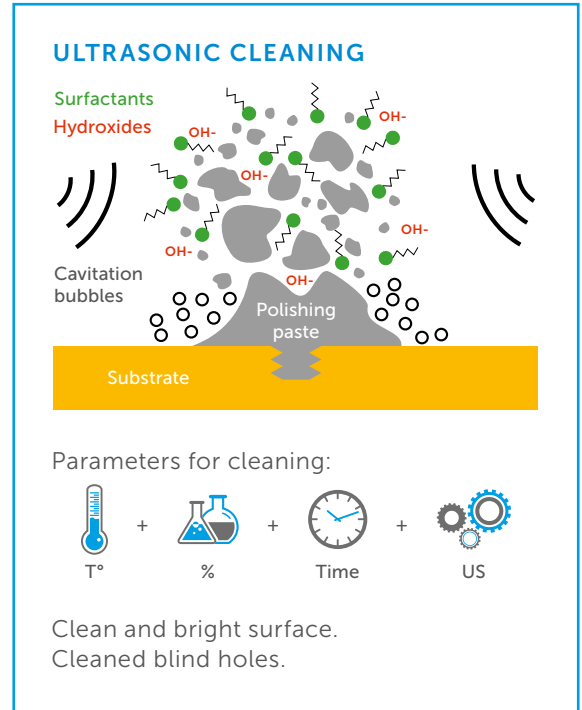 ULTRASONIC CLEANING
Surfactants
Hydroxides
OH-
OH-
OH-
OH-
OH-
OH-
Cavitation
bubbles
Polishing
paste
Substrate
Parameters for cleaning:
+ + +
T° % Time US
Clean and bright surface.
Cleaned blind holes.